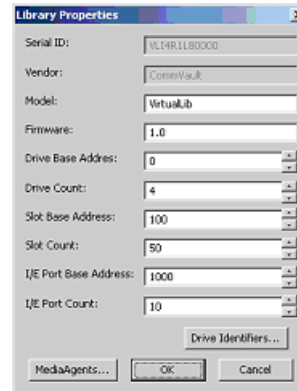 Library Properties
Serial ID: VLI4R1L80000
Vendor: CommVault
Model: VirtualLib
Firmware: 1.0
Drive Base Addres: 0
Drive Count: 4
Slot Base Address: 100
Slot Count: 50
I/E Port Base Address: 1000
I/E Port Count: 10
Drive Identifiers...
MediaAgents... OK Cancel